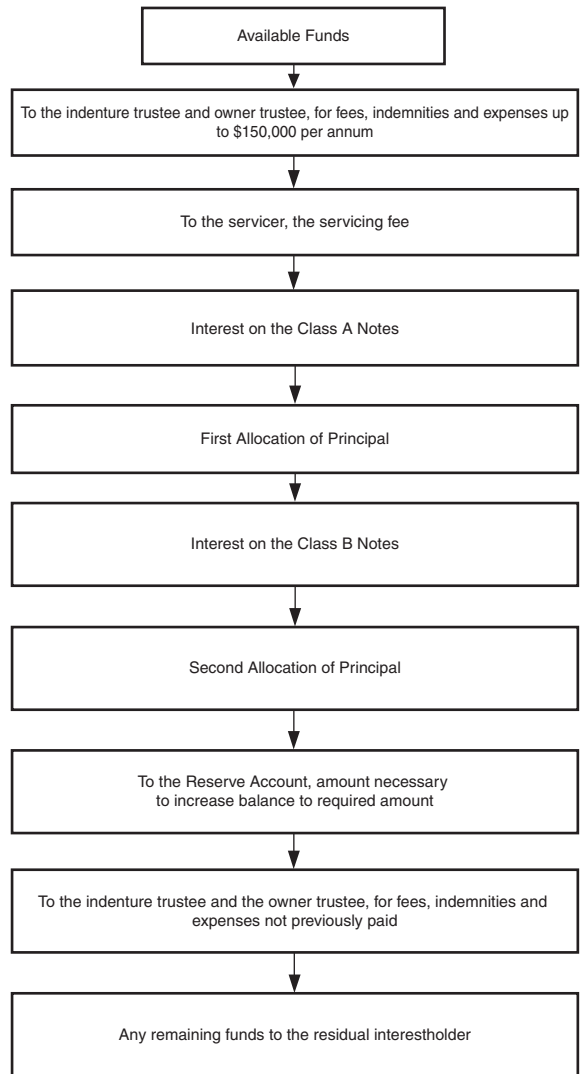 Available Funds
To the indenture trustee and owner trustee, for fees, indemnities and expenses up
to $150,000 per annum
To the servicer, the servicing fee
Interest on the Class A Notes
First Allocation of Principal
Interest on the Class B Notes
Second Allocation of Principal
To the Reserve Account, amount necessary
to increase balance to required amount
To the indenture trustee and the owner trustee, for fees, indemnities and
expenses not previously paid
Any remaining funds to the residual interestholder